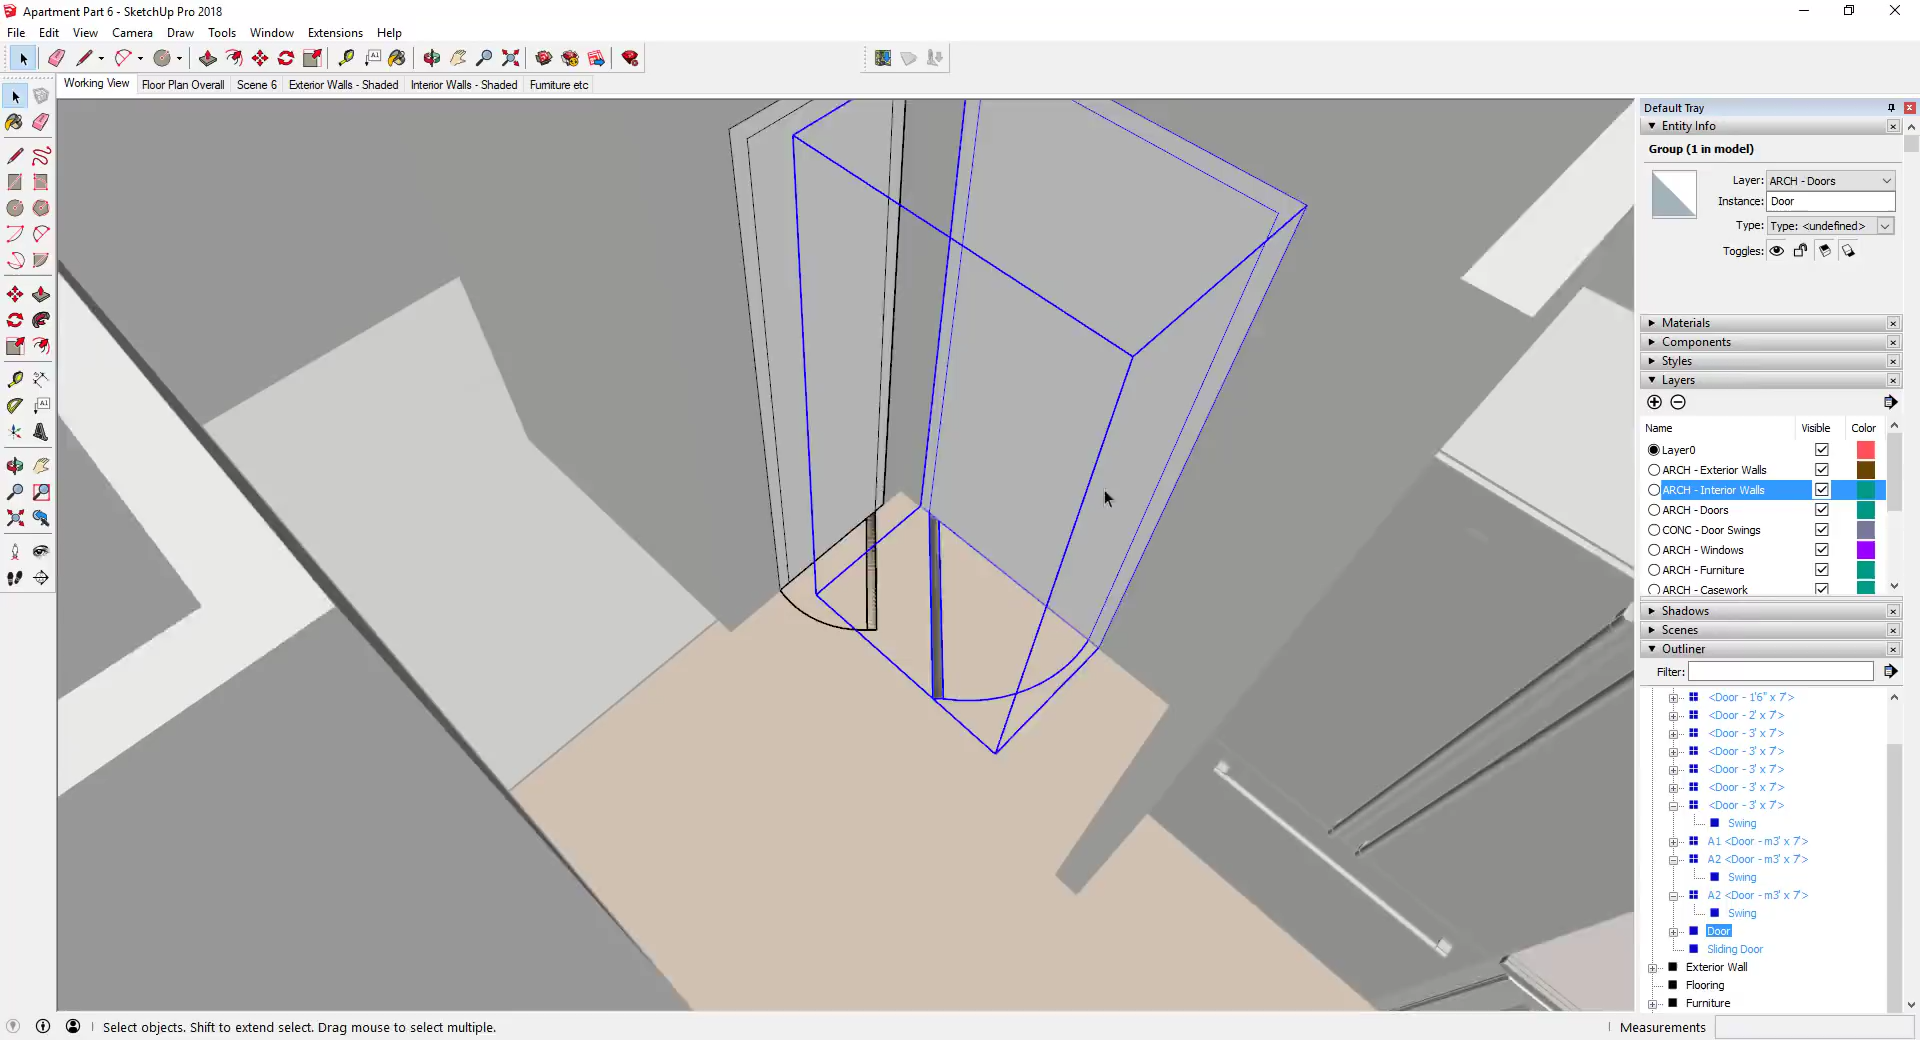 Apartment Part 6 - SketchUp Pro 2018
File Edit View Camera Draw Tools Window Extensions Help
Working View Floor Plan Overall Scene 6 Exterior Walls - Shaded Interior Walls - Shaded Furniture etc
Default Tray
Entity Info
Group (1 in model)
Layer: ARCH - Doors
Instance: Door
Type: Type: <undefined>
Toggles:
Materials
Components
Styles
Layers
Name Visible Color
Layer0
ARCH - Exterior Walls
ARCH - Interior Walls
ARCH - Doors
CONC - Door Swings
ARCH - Windows
ARCH - Furniture
ARCH - Casework
Shadows
Scenes
Outliner
Filter:
<Door - 1'6" x 7'>
<Door - 2' x 7'>
<Door - 3' x 7'>
<Door - 3' x 7'>
<Door - 3' x 7'>
<Door - 3' x 7'>
<Door - 3' x 7'>
Swing
A1 <Door - m3' x 7'>
A2 <Door - m3' x 7'>
Swing
A2 <Door - m3' x 7'>
Swing
Door
Sliding Door
Exterior Wall
Flooring
Furniture
Select objects. Shift to extend select. Drag mouse to select multiple.
Measurements